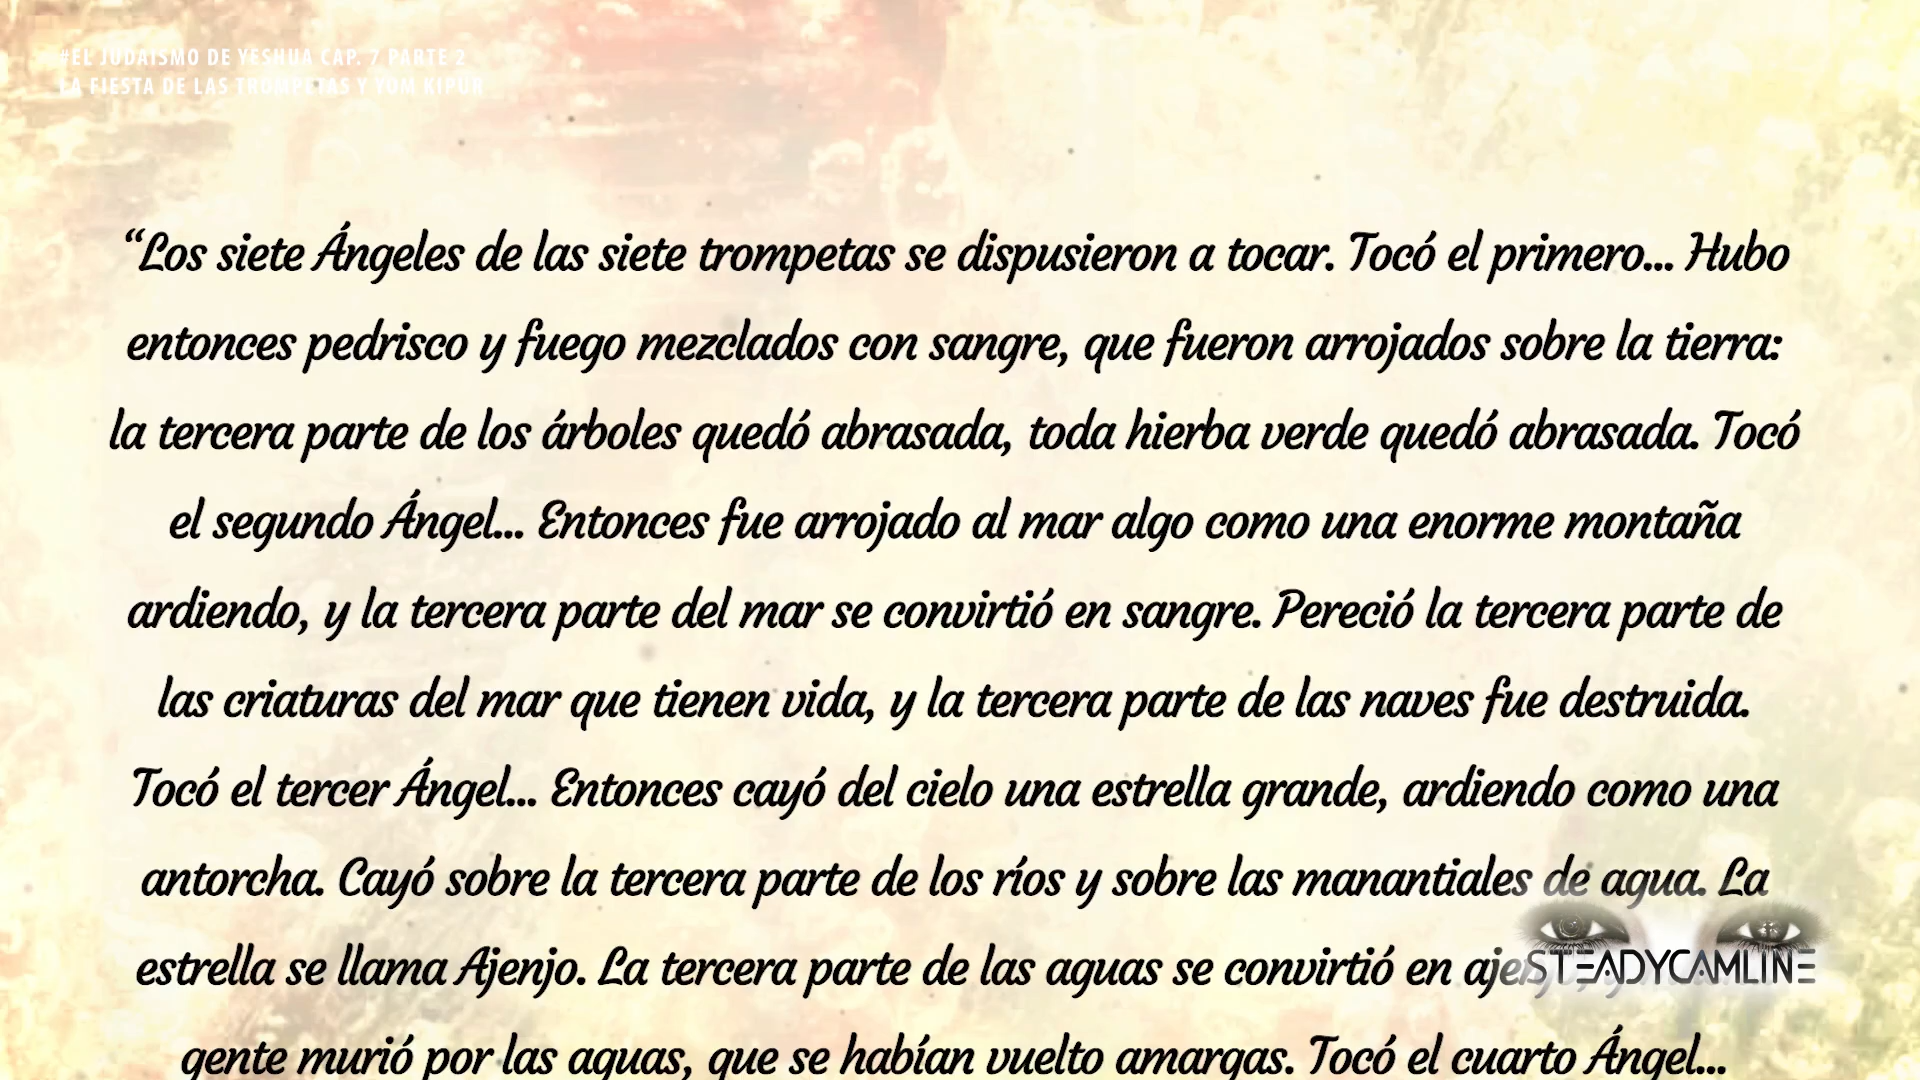 #EL JUDAISMO DE YESHUA CAP. 7 PARTE 2
LA FIESTA DE LAS TROMPETAS Y YOM KIPUR
“Los siete Ángeles de las siete trompetas se dispusieron a tocar. Tocó el primero... Hubo
entonces pedrisco y fuego mezclados con sangre, que fueron arrojados sobre la tierra:
la tercera parte de los árboles quedó abrasada, toda hierba verde quedó abrasada. Tocó
el segundo Ángel... Entonces fue arrojado al mar algo como una enorme montaña
ardiendo, y la tercera parte del mar se convirtió en sangre. Pereció la tercera parte de
las criaturas del mar que tienen vida, y la tercera parte de las naves fue destruida.
Tocó el tercer Ángel... Entonces cayó del cielo una estrella grande, ardiendo como una
antorcha. Cayó sobre la tercera parte de los ríos y sobre las manantiales de agua. La
estrella se llama Ajenjo. La tercera parte de las aguas se convirtió en
STEADYCAMLINE
gente murió por las aguas, que se habían vuelto amargas. Tocó el cuarto Ángel...